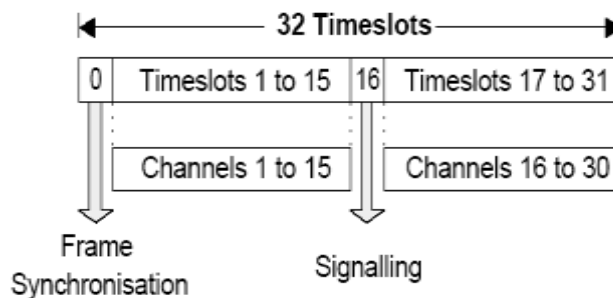 32 Timeslots
0 Timeslots 1 to 15 16 Timeslots 17 to 31
Channels 1 to 15 Channels 16 to 30
Frame
Synchronisation
Signalling